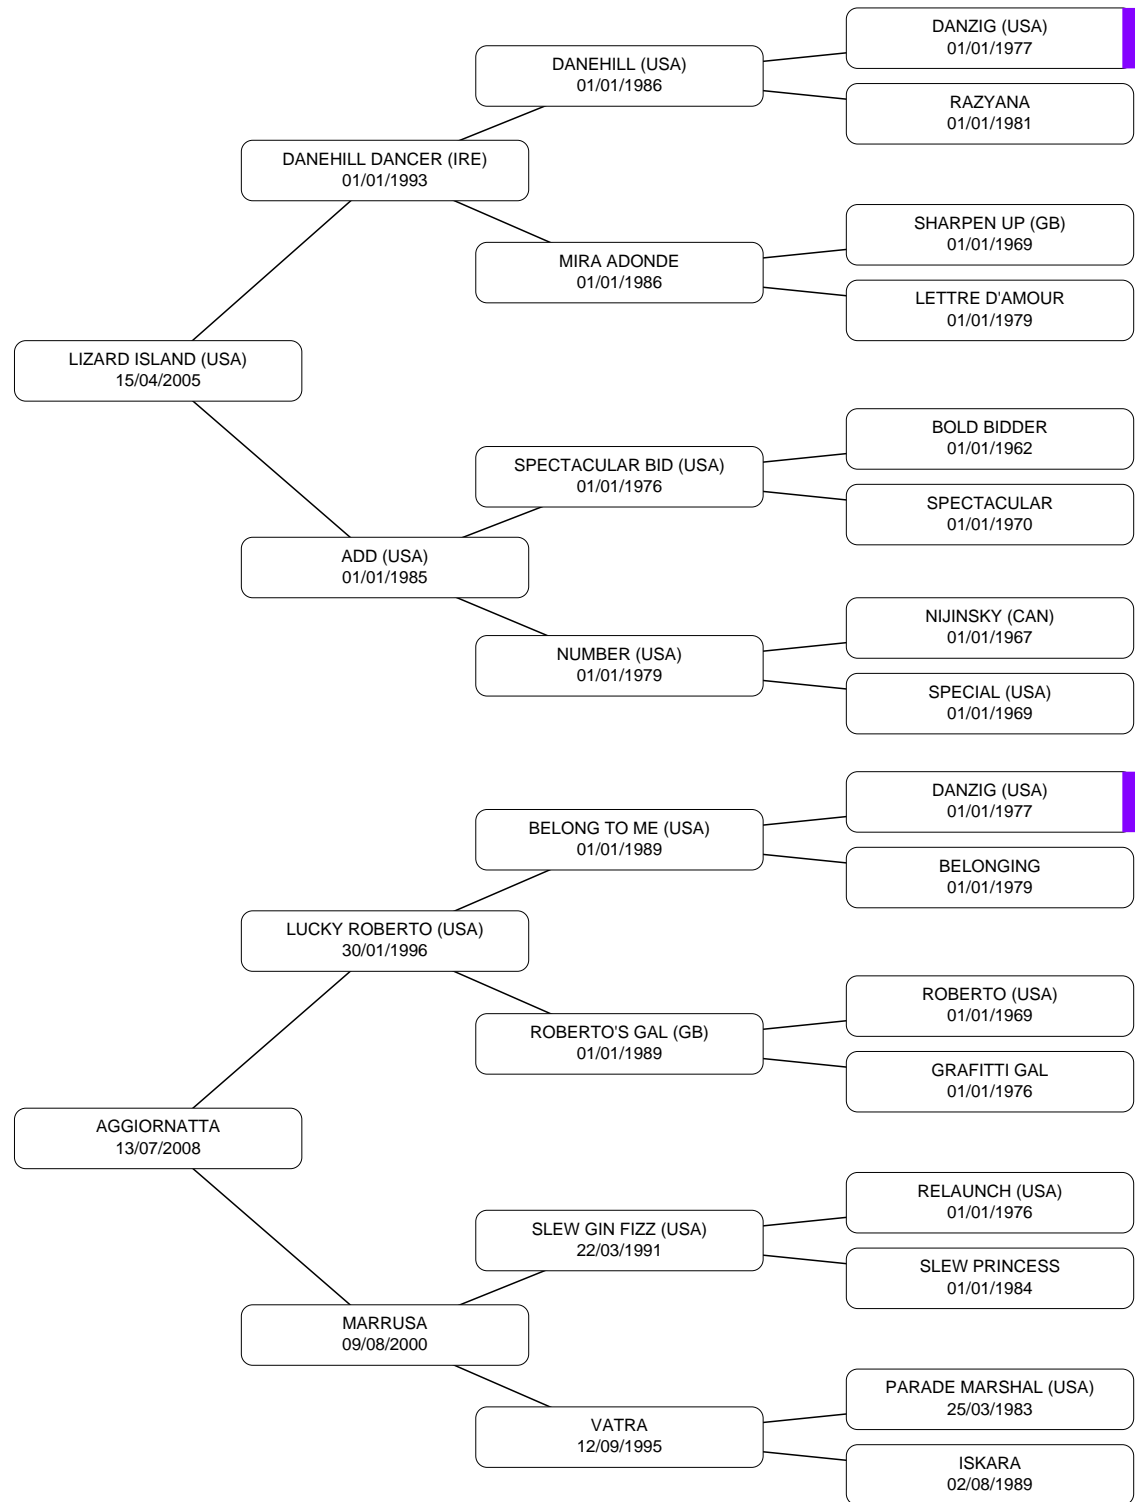 DANZIG (USA)
01/01/1977
DANEHILL (USA)
01/01/1986
RAZYANA
01/01/1981
DANEHILL DANCER (IRE)
01/01/1993
SHARPEN UP (GB)
01/01/1969
MIRA ADONDE
01/01/1986
LETTRE D'AMOUR
01/01/1979
LIZARD ISLAND (USA)
15/04/2005
BOLD BIDDER
01/01/1962
SPECTACULAR BID (USA)
01/01/1976
SPECTACULAR
01/01/1970
ADD (USA)
01/01/1985
NIJINSKY (CAN)
01/01/1967
NUMBER (USA)
01/01/1979
SPECIAL (USA)
01/01/1969
DANZIG (USA)
01/01/1977
BELONG TO ME (USA)
01/01/1989
BELONGING
01/01/1979
LUCKY ROBERTO (USA)
30/01/1996
ROBERTO (USA)
01/01/1969
ROBERTO'S GAL (GB)
01/01/1989
GRAFITTI GAL
01/01/1976
AGGIORNATTA
13/07/2008
RELAUNCH (USA)
01/01/1976
SLEW GIN FIZZ (USA)
22/03/1991
SLEW PRINCESS
01/01/1984
MARRUSA
09/08/2000
PARADE MARSHAL (USA)
25/03/1983
VATRA
12/09/1995
ISKARA
02/08/1989